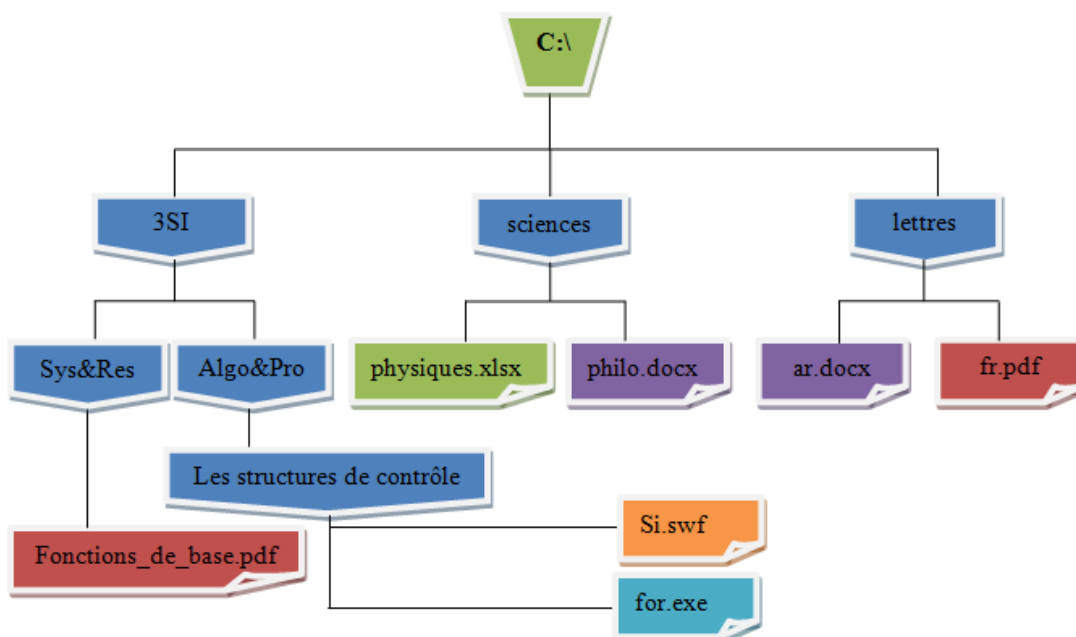 C:\
3SI
sciences
lettres
Sys&Res
Algo&Pro
physiques.xlsx
philo.docx
ar.docx
fr.pdf
Les structures de contrôle
Si.swf
Fonctions_de_base.pdf
for.exe